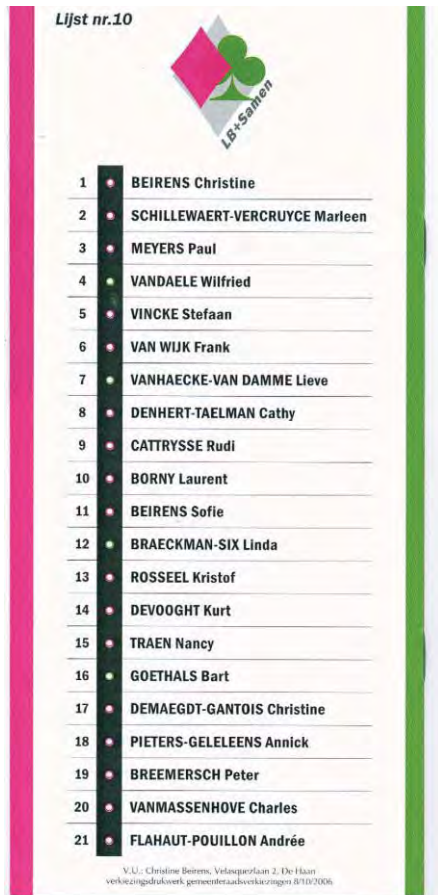 Lijst nr.10
LB+Samen
1 BEIRENS Christine
2 SCHILLEWAERT-VERCRUYCE Marleen
3 MEYERS Paul
4 VANDAELE Wilfried
5 VINCKE Stefaan
6 VAN WIJK Frank
7 VANHAECKE-VAN DAMME Lieve
8 DENHERT-TAELMAN Cathy
9 CATTRYSSE Rudi
10 BORNY Laurent
11 BEIRENS Sofie
12 BRAECKMAN-SIX Linda
13 ROSSEEL Kristof
14 DEVOOGHT Kurt
15 TRAEN Nancy
16 GOETHALS Bart
17 DEMAEGDT-GANTOIS Christine
18 PIETERS-GELELEENS Annick
19 BREEMERSCH Peter
20 VANMASSENHOVE Charles
21 FLAHAUT-POUILLON Andrée
V.U.: Christine Beirens, Velasquezlaan 2, De Haan
verkiezingsdrukwerk gemeenteraadsverkiezingen 8/10/2006